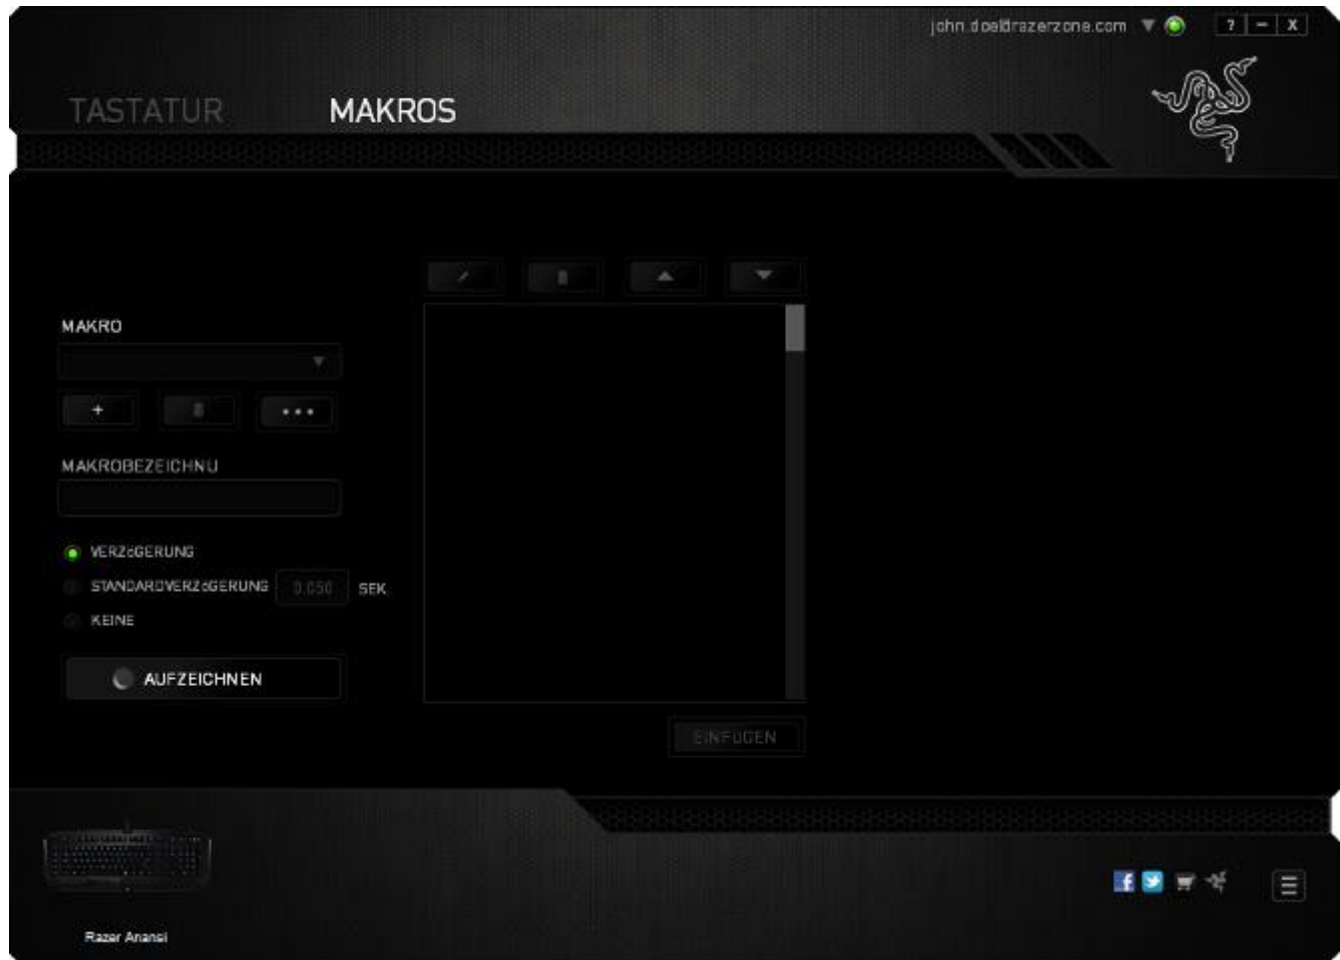 john.doe@razerzone.com
? – X
TASTATUR MAKROS
MAKRO
+ •••
MAKROBEZEICHNU
VERZöGERUNG
STANDARDVERZöGERUNG 0.050 SEK
KEINE
AUFZEICHNEN
EINFÜGEN
Razer Anansi